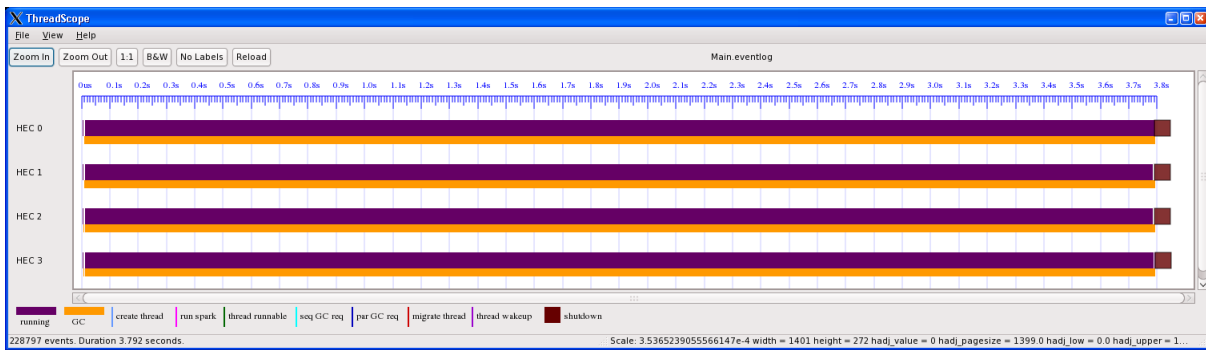 ThreadScope
File View Help
Zoom In Zoom Out 1:1 B&W No Labels Reload Main.eventlog
0us 0.1s 0.2s 0.3s 0.4s 0.5s 0.6s 0.7s 0.8s 0.9s 1.0s 1.1s 1.2s 1.3s 1.4s 1.5s 1.6s 1.7s 1.8s 1.9s 2.0s 2.1s 2.2s 2.3s 2.4s 2.5s 2.6s 2.7s 2.8s 2.9s 3.0s 3.1s 3.2s 3.3s 3.4s 3.5s 3.6s 3.7s 3.8s
HEC 0
HEC 1
HEC 2
HEC 3
running GC create thread run spark thread runnable seq GC req par GC req migrate thread thread wakeup shutdown
228797 events. Duration 3.792 seconds. Scale: 3.5365239055566147e-4 width = 1401 height = 272 hadj_value = 0 hadj_pagesize = 1399.0 hadj_low = 0.0 hadj_upper = 1...